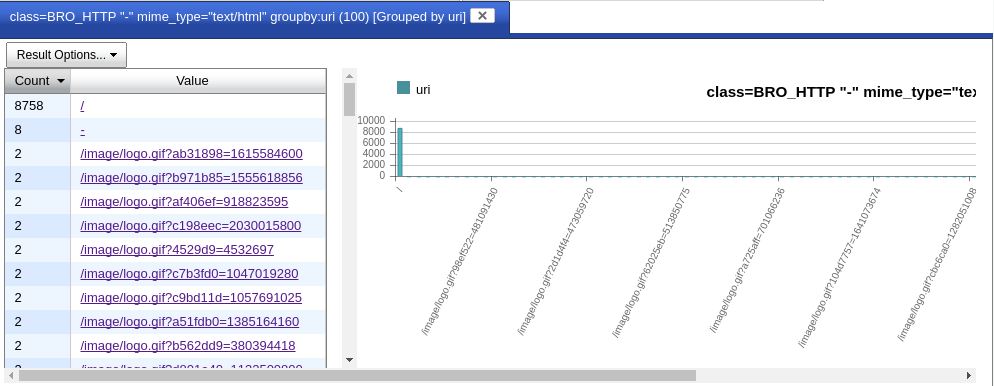 class=BRO_HTTP "-" mime_type="text/html" groupby:uri (100) [Grouped by uri]
Result Options...
Count Value
8758 /
8 -
2 /image/logo.gif?ab31898=1615584600
2 /image/logo.gif?b971b85=1555618856
2 /image/logo.gif?af406ef=918823595
2 /image/logo.gif?c198eec=2030015800
2 /image/logo.gif?4529d9=4532697
2 /image/logo.gif?c7b3fd0=1047019280
2 /image/logo.gif?c9bd11d=1057691025
2 /image/logo.gif?a51fdb0=1385164160
2 /image/logo.gif?b562dd9=380394418
uri
class=BRO_HTTP "-" mime_type="te
10000
8000
6000
4000
2000
0
/
/image/logo.gif?98ef522=481091430
/image/logo.gif?2d1d4f4=473059720
/image/logo.gif?62025eb=513850775
/image/logo.gif?a725aff=701066236
/image/logo.gif?104d7757=1641073674
/image/logo.gif?cbc6ca0=1282051008